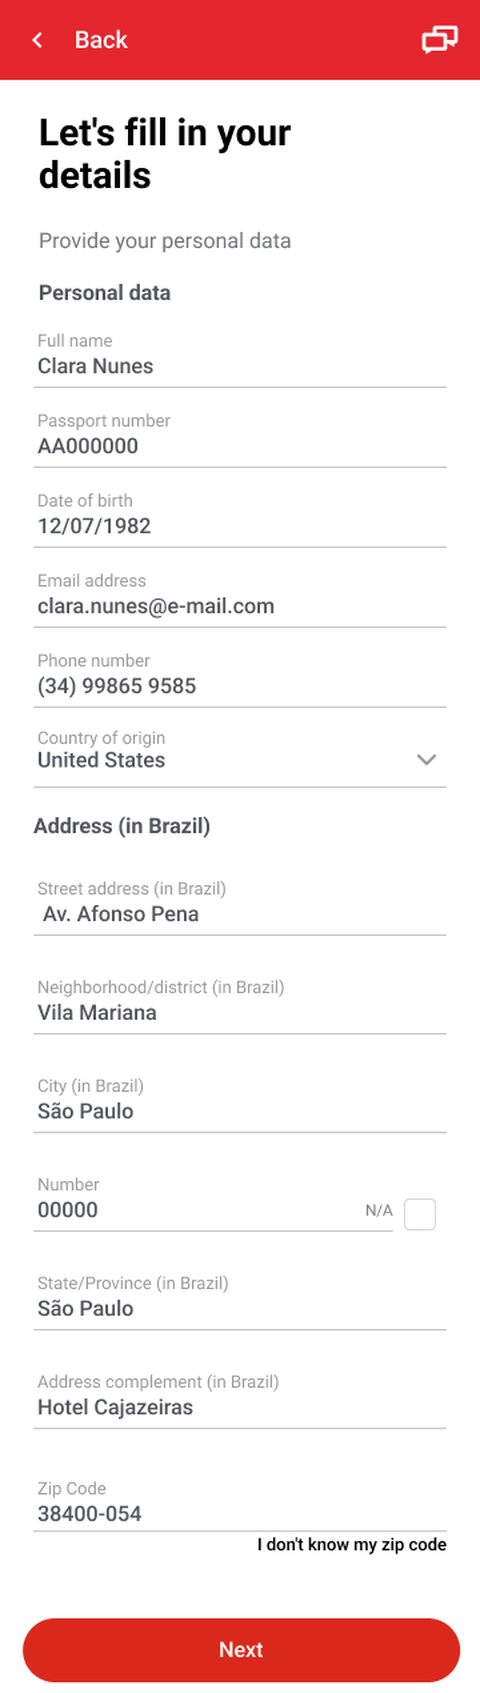 Back
Let's fill in your
details
Provide your personal data
Personal data
Full name
Clara Nunes
Passport number
AA000000
Date of birth
12/07/1982
Email address
clara.nunes@e-mail.com
Phone number
(34) 99865 9585
Country of origin
United States
Address (in Brazil)
Street address (in Brazil)
Av. Afonso Pena
Neighborhood/district (in Brazil)
Vila Mariana
City (in Brazil)
São Paulo
Number
00000 N/A
State/Province (in Brazil)
São Paulo
Address complement (in Brazil)
Hotel Cajazeiras
Zip Code
38400-054
I don't know my zip code
Next